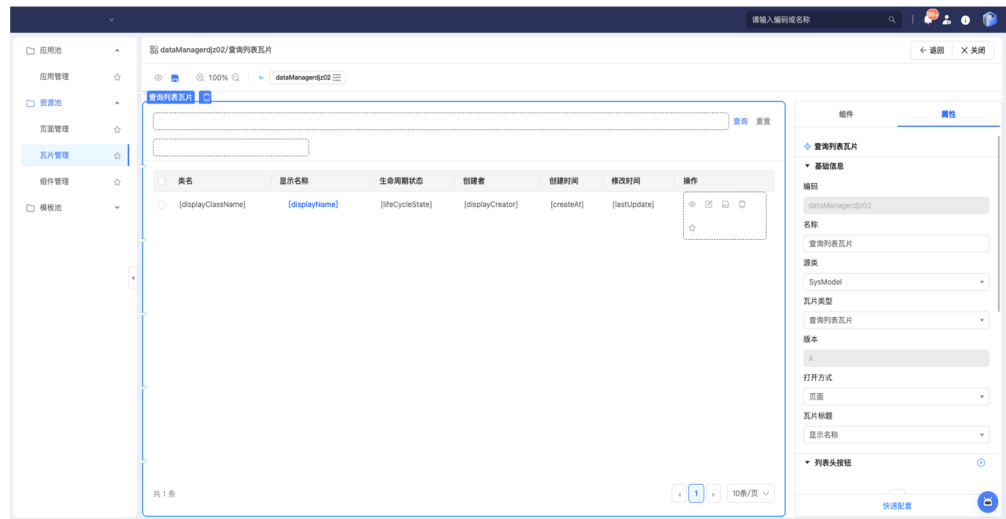 请输入编码或名称
99+
应用池
应用管理
资源池
页面管理
瓦片管理
组件管理
模板池
dataManagerdjz02/查询列表瓦片
返回
关闭
100%
dataManagerdjz02
查询列表瓦片
查询 重置
类名 显示名称 生命周期状态 创建者 创建时间 修改时间 操作
[displayClassName] [displayName] [lifeCycleState] [displayCreator] [createAt] [lastUpdate]
共 1 条
1
10条/页
组件 属性
查询列表瓦片
基础信息
编码
dataManagerdjz02
名称
查询列表瓦片
源类
SysModel
瓦片类型
查询列表瓦片
版本
A
打开方式
页面
瓦片标题
显示名称
列表头按钮
快速配置